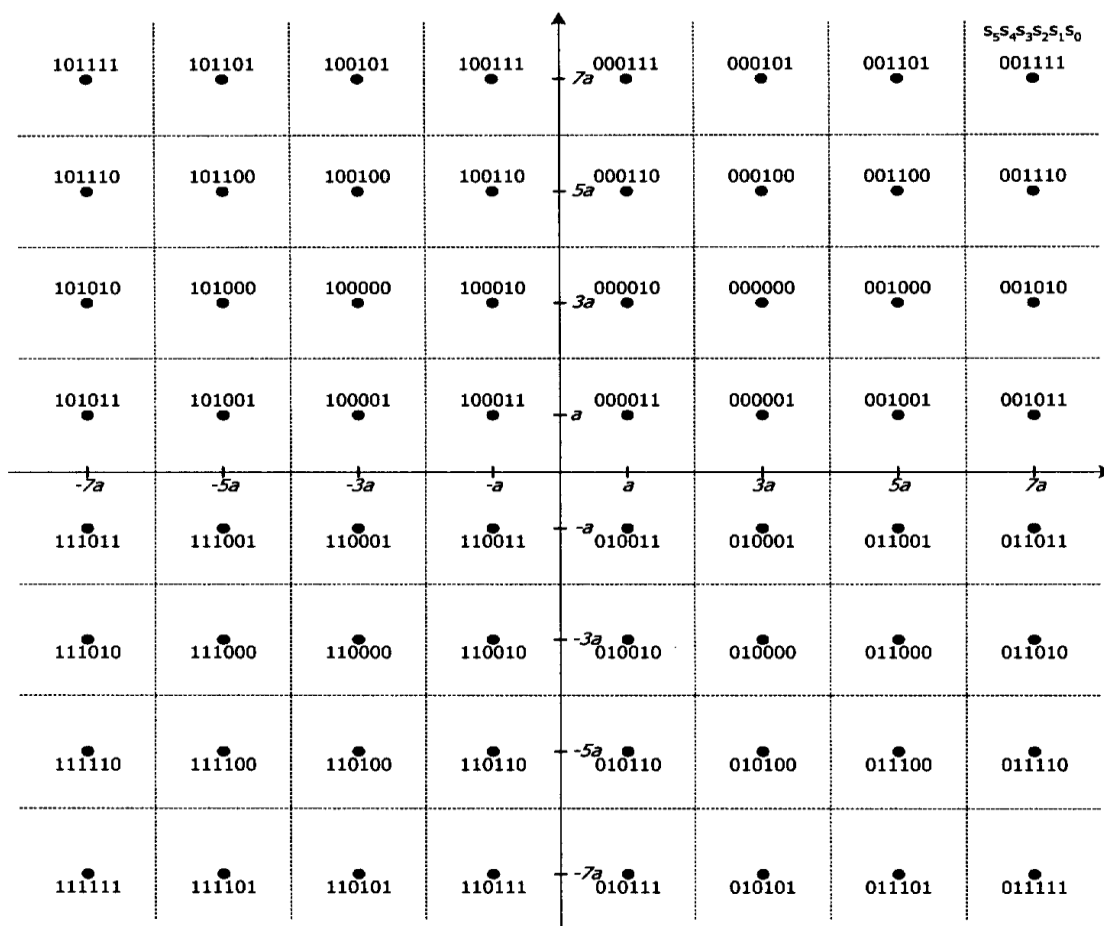 s₅s₄s₃s₂s₁s₀
101111 101101 100101 100111 000111 000101 001101 001111
7a
101110 101100 100100 100110 000110 000100 001100 001110
5a
101010 101000 100000 100010 000010 000000 001000 001010
3a
101011 101001 100001 100011 000011 000001 001001 001011
a
-7a -5a -3a -a a 3a 5a 7a
-a
111011 111001 110001 110011 010011 010001 011001 011011
-3a
111010 111000 110000 110010 010010 010000 011000 011010
-5a
111110 111100 110100 110110 010110 010100 011100 011110
-7a
111111 111101 110101 110111 010111 010101 011101 011111